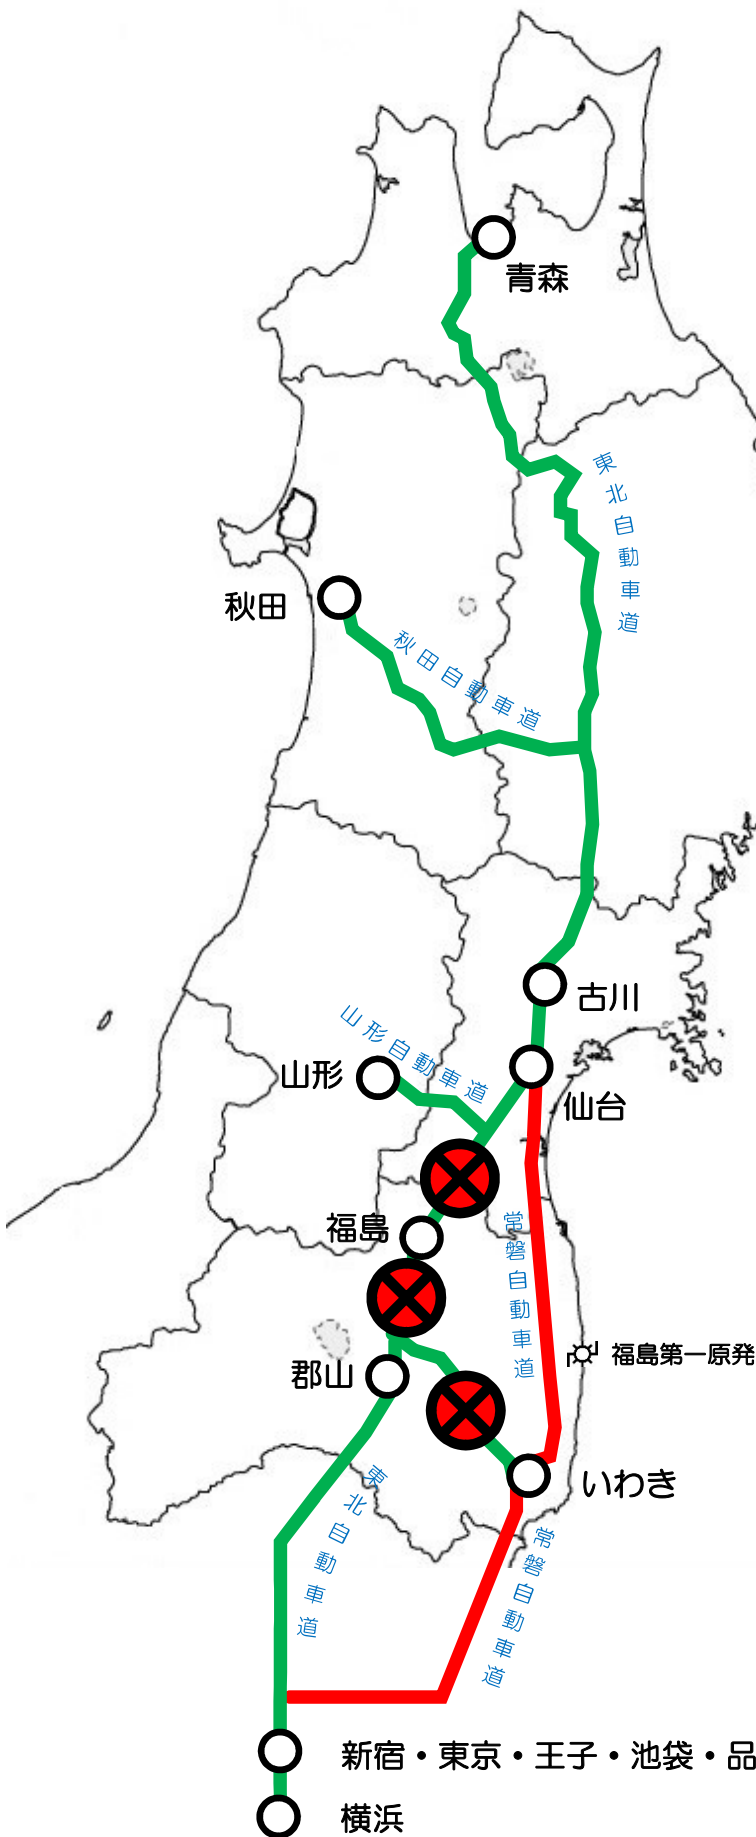 青森
東北自動車道
秋田
秋田自動車道
古川
山形自動車道
山形
仙台
福島
常磐自動車道
福島第一原発
郡山
いわき
東北自動車道
常磐自動車道
新宿・東京・王子・池袋・品
横浜